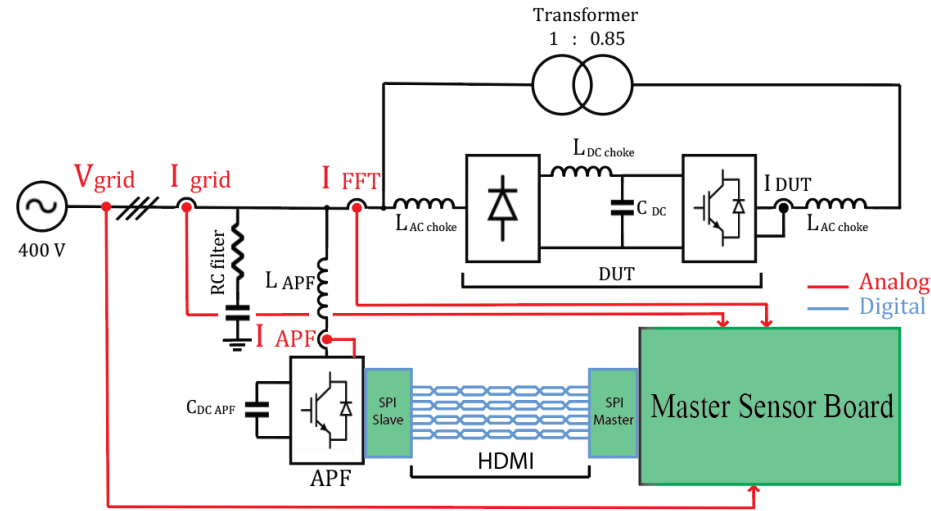 Transformer
1 : 0.85
V grid
I grid
I FFT
400 V
L AC choke
L DC choke
C DC
I DUT
L AC choke
DUT
RC filter
L APF
I APF
Analog
Digital
C DC APF
APF
SPI
Slave
HDMI
SPI
Master
Master Sensor Board